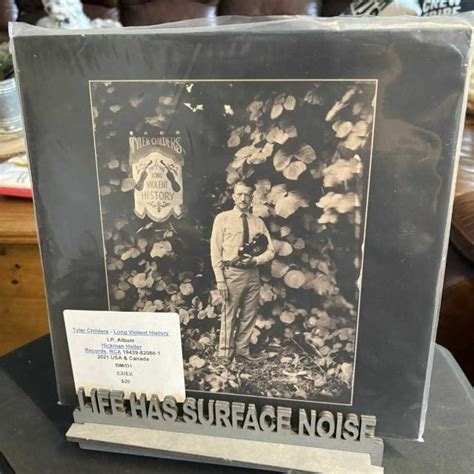 CREW
TYLER CHILDERS
LONG
VIOLENT
HISTORY
Tyler Childers - Long Violent History
LP, Album
Hickman Holler
Records, RCA 19439-82086-1
2021 USA & Canada
EX/EX
$20
LIFE HAS SURFACE NOISE